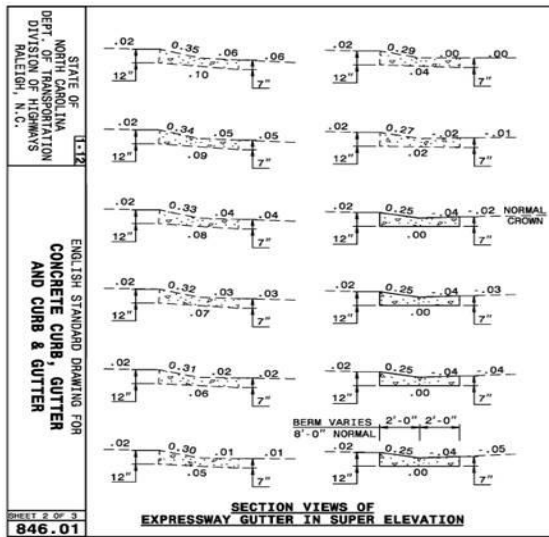 STATE OF
NORTH CAROLINA
DEPT. OF TRANSPORTATION
DIVISION OF HIGHWAYS
RALEIGH, N.C.
1-12
ENGLISH STANDARD DRAWING FOR
CONCRETE CURB, GUTTER
AND CURB & GUTTER
SHEET 2 OF 3
846.01
.02 0.35 .06 .06
12" .10 7"
.02 0.34 .05 .05
12" .09 7"
.02 0.33 .04 .04
12" .08 7"
.02 0.32 .03 .03
12" .07 7"
.02 0.31 .02 .02
12" .06 7"
.02 0.30 .01 .01
12" .05 7"
.02 0.29 .00 .00
12" .04 7"
.02 0.27 -.02 -.01
12" .02 7"
.02 0.25 -.04 -.02 NORMAL
CROWN
12" .00 7"
.02 0.25 -.04 -.03
12" .00 7"
.02 0.25 -.04 -.04
12" .00 7"
BERM VARIES 2'-0" 2'-0"
8'-0" NORMAL
.02 0.25 -.04 -.05
12" .00 7"
SECTION VIEWS OF
EXPRESSWAY GUTTER IN SUPER ELEVATION